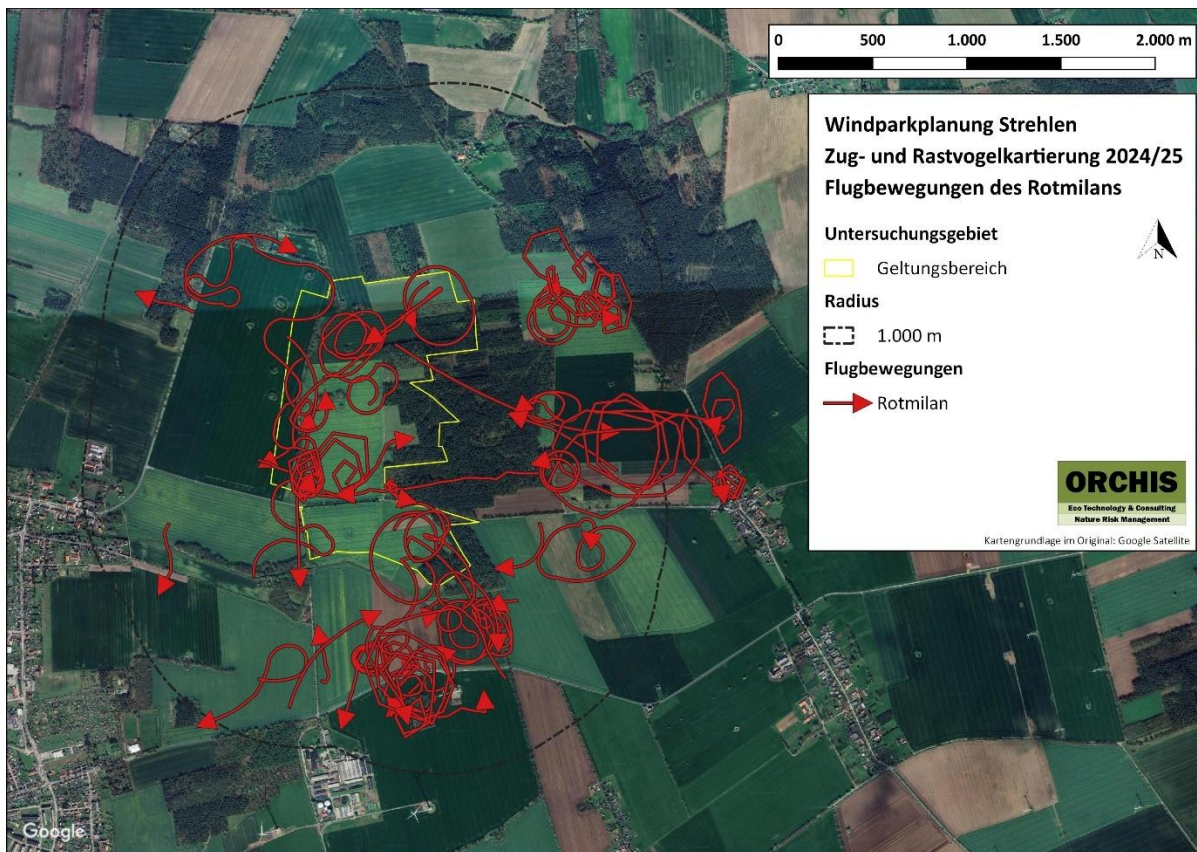 0 500 1.000 1.500 2.000 m
Windparkplanung Strehlen
Zug- und Rastvogelkartierung 2024/25
Flugbewegungen des Rotmilans
Untersuchungsgebiet
Geltungsbereich
N
Radius
1.000 m
Flugbewegungen
Rotmilan
ORCHIS
Eco Technology & Consulting
Nature Risk Management
Kartengrundlage im Original: Google Satellite
Google